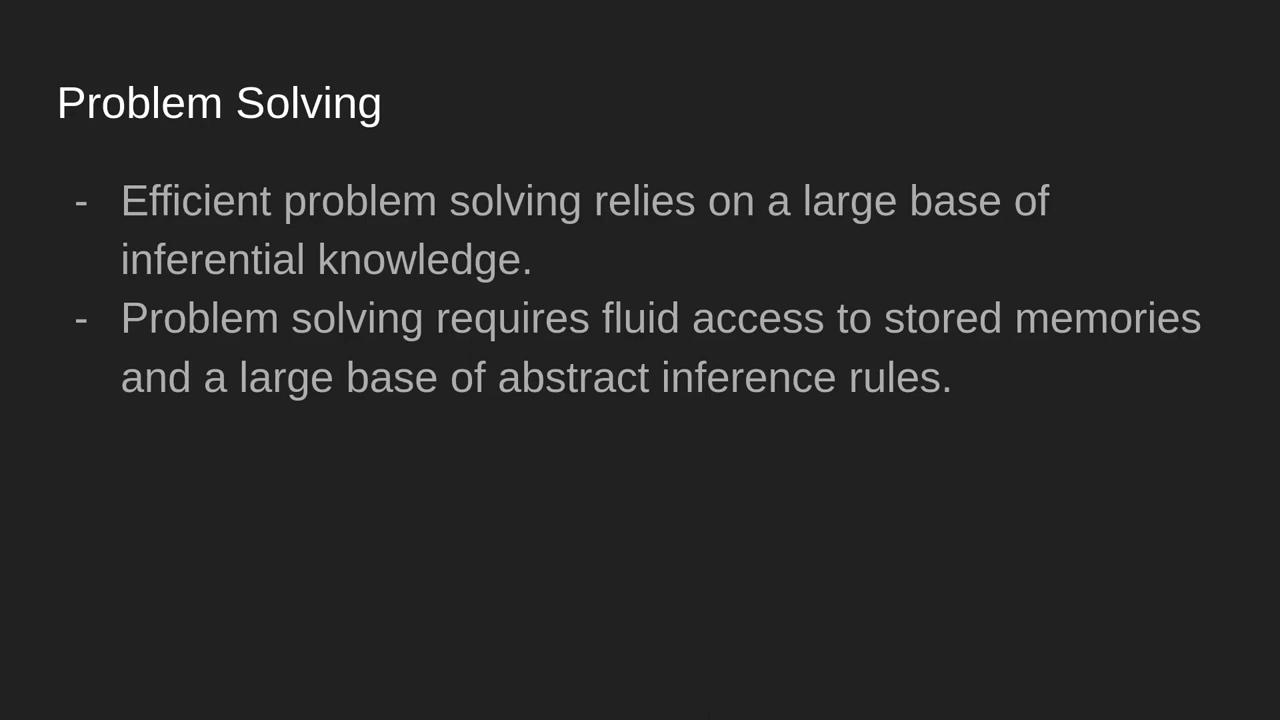 Problem Solving
- Efficient problem solving relies on a large base of
inferential knowledge.
- Problem solving requires fluid access to stored memories
and a large base of abstract inference rules.